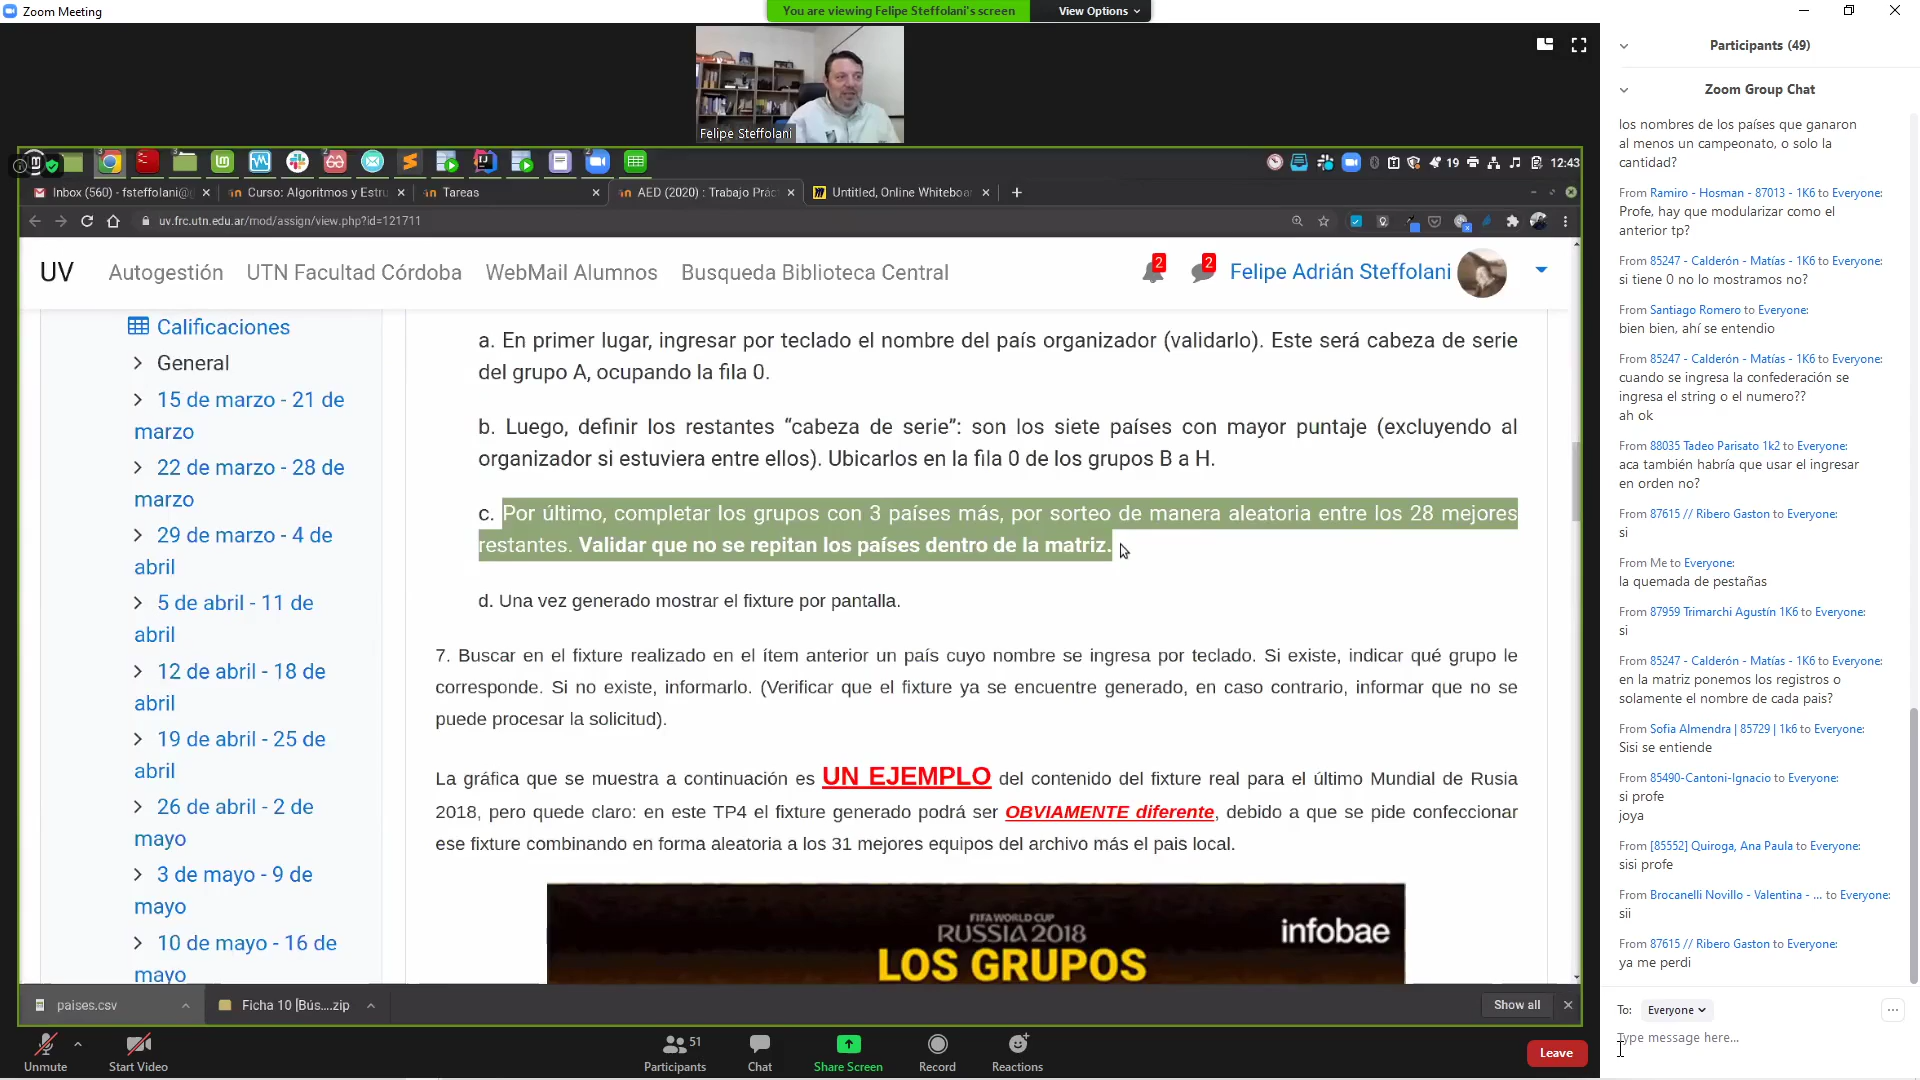 Zoom Meeting
You are viewing Felipe Steffolani's screen
View Options
Felipe Steffolani
12:43
19
Inbox (560) - fsteffolani@
Curso: Algoritmos y Estru
Tareas
AED (2020) : Trabajo Prác
Untitled, Online Whiteboa
uv.frc.utn.edu.ar/mod/assign/view.php?id=121711
UV
Autogestión
UTN Facultad Córdoba
WebMail Alumnos
Busqueda Biblioteca Central
2
2
Felipe Adrián Steffolani
Calificaciones
General
15 de marzo - 21 de
marzo
22 de marzo - 28 de
marzo
29 de marzo - 4 de
abril
5 de abril - 11 de
abril
12 de abril - 18 de
abril
19 de abril - 25 de
abril
26 de abril - 2 de
mayo
3 de mayo - 9 de
mayo
10 de mayo - 16 de
mayo
a. En primer lugar, ingresar por teclado el nombre del país organizador (validarlo). Este será cabeza de serie
del grupo A, ocupando la fila 0.
b. Luego, definir los restantes “cabeza de serie”: son los siete países con mayor puntaje (excluyendo al
organizador si estuviera entre ellos). Ubicarlos en la fila 0 de los grupos B a H.
c. Por último, completar los grupos con 3 países más, por sorteo de manera aleatoria entre los 28 mejores
restantes. Validar que no se repitan los países dentro de la matriz.
d. Una vez generado mostrar el fixture por pantalla.
7. Buscar en el fixture realizado en el ítem anterior un país cuyo nombre se ingresa por teclado. Si existe, indicar qué grupo le
corresponde. Si no existe, informarlo. (Verificar que el fixture ya se encuentre generado, en caso contrario, informar que no se
puede procesar la solicitud).
La gráfica que se muestra a continuación es UN EJEMPLO del contenido del fixture real para el último Mundial de Rusia
2018, pero quede claro: en este TP4 el fixture generado podrá ser OBVIAMENTE diferente, debido a que se pide confeccionar
ese fixture combinando en forma aleatoria a los 31 mejores equipos del archivo más el pais local.
FIFA WORLD CUP
RUSSIA 2018
LOS GRUPOS
infobae
paises.csv
Ficha 10 [Bús....zip
Show all
Unmute
Start Video
51
Participants
Chat
Share Screen
Record
Reactions
Leave
Participants (49)
Zoom Group Chat
los nombres de los países que ganaron
al menos un campeonato, o solo la
cantidad?
From Ramiro - Hosman - 87013 - 1K6 to Everyone:
Profe, hay que modularizar como el
anterior tp?
From 85247 - Calderón - Matías - 1K6 to Everyone:
si tiene 0 no lo mostramos no?
From Santiago Romero to Everyone:
bien bien, ahí se entendio
From 85247 - Calderón - Matías - 1K6 to Everyone:
cuando se ingresa la confederación se
ingresa el string o el numero??
ah ok
From 88035 Tadeo Parisato 1k2 to Everyone:
aca también habría que usar el ingresar
en orden no?
From 87615 // Ribero Gaston to Everyone:
si
From Me to Everyone:
la quemada de pestañas
From 87959 Trimarchi Agustín 1K6 to Everyone:
si
From 85247 - Calderón - Matías - 1K6 to Everyone:
en la matriz ponemos los registros o
solamente el nombre de cada pais?
From Sofia Almendra | 85729 | 1k6 to Everyone:
Sisi se entiende
From 85490-Cantoni-Ignacio to Everyone:
si profe
joya
From [85552] Quiroga, Ana Paula to Everyone:
sisi profe
From Brocanelli Novillo - Valentina - ... to Everyone:
sii
From 87615 // Ribero Gaston to Everyone:
ya me perdi
To: Everyone
Type message here...